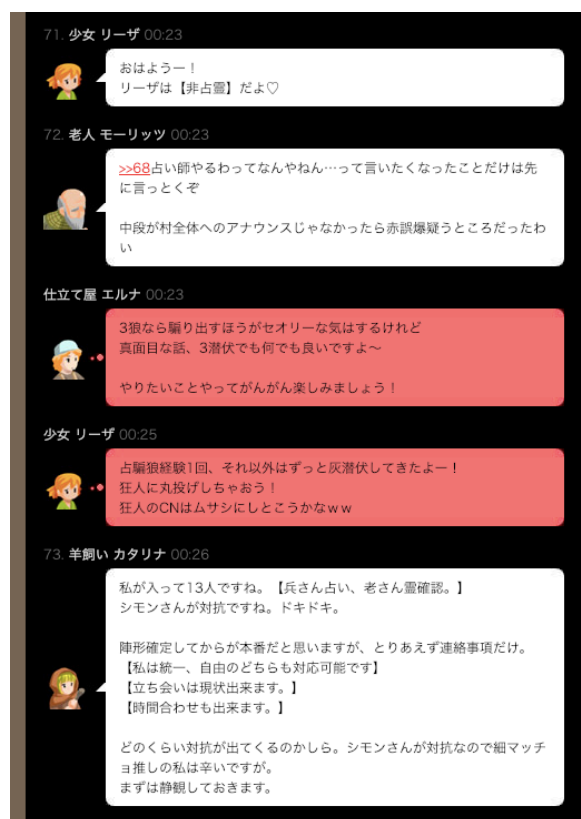 71. 少女 リーザ 00:23
おはようー！
リーザは【非占霊】だよ♡
72. 老人 モーリッツ 00:23
>>68占い師やるわってなんやねん…って言いたくなったことだけは先
に言っとくぞ
中段が村全体へのアナウンスじゃなかったら赤誤爆疑うところだったわ
い
仕立て屋 エルナ 00:23
3狼なら騙り出すほうがセオリーな気はするけれど
真面目な話、3潜伏でも何でも良いですよ〜
やりたいことやってがんがん楽しみましょう！
少女 リーザ 00:25
占騙狼経験1回、それ以外はずっと灰潜伏してきたよー！
狂人に丸投げしちゃおう！
狂人のCNはムサシにしとこうかなｗｗ
73. 羊飼い カタリナ 00:26
私が入って13人ですね。【兵さん占い、老さん霊確認。】
シモンさんが対抗ですね。ドキドキ。
陣形確定してからが本番だと思いますが、とりあえず連絡事項だけ。
【私は統一、自由のどちらも対応可能です】
【立ち会いは現状出来ます。】
【時間合わせも出来ます。】
どのくらい対抗が出てくるのかしら。シモンさんが対抗なので細マッチ
ョ推しの私は辛いですが。
まずは静観しておきます。